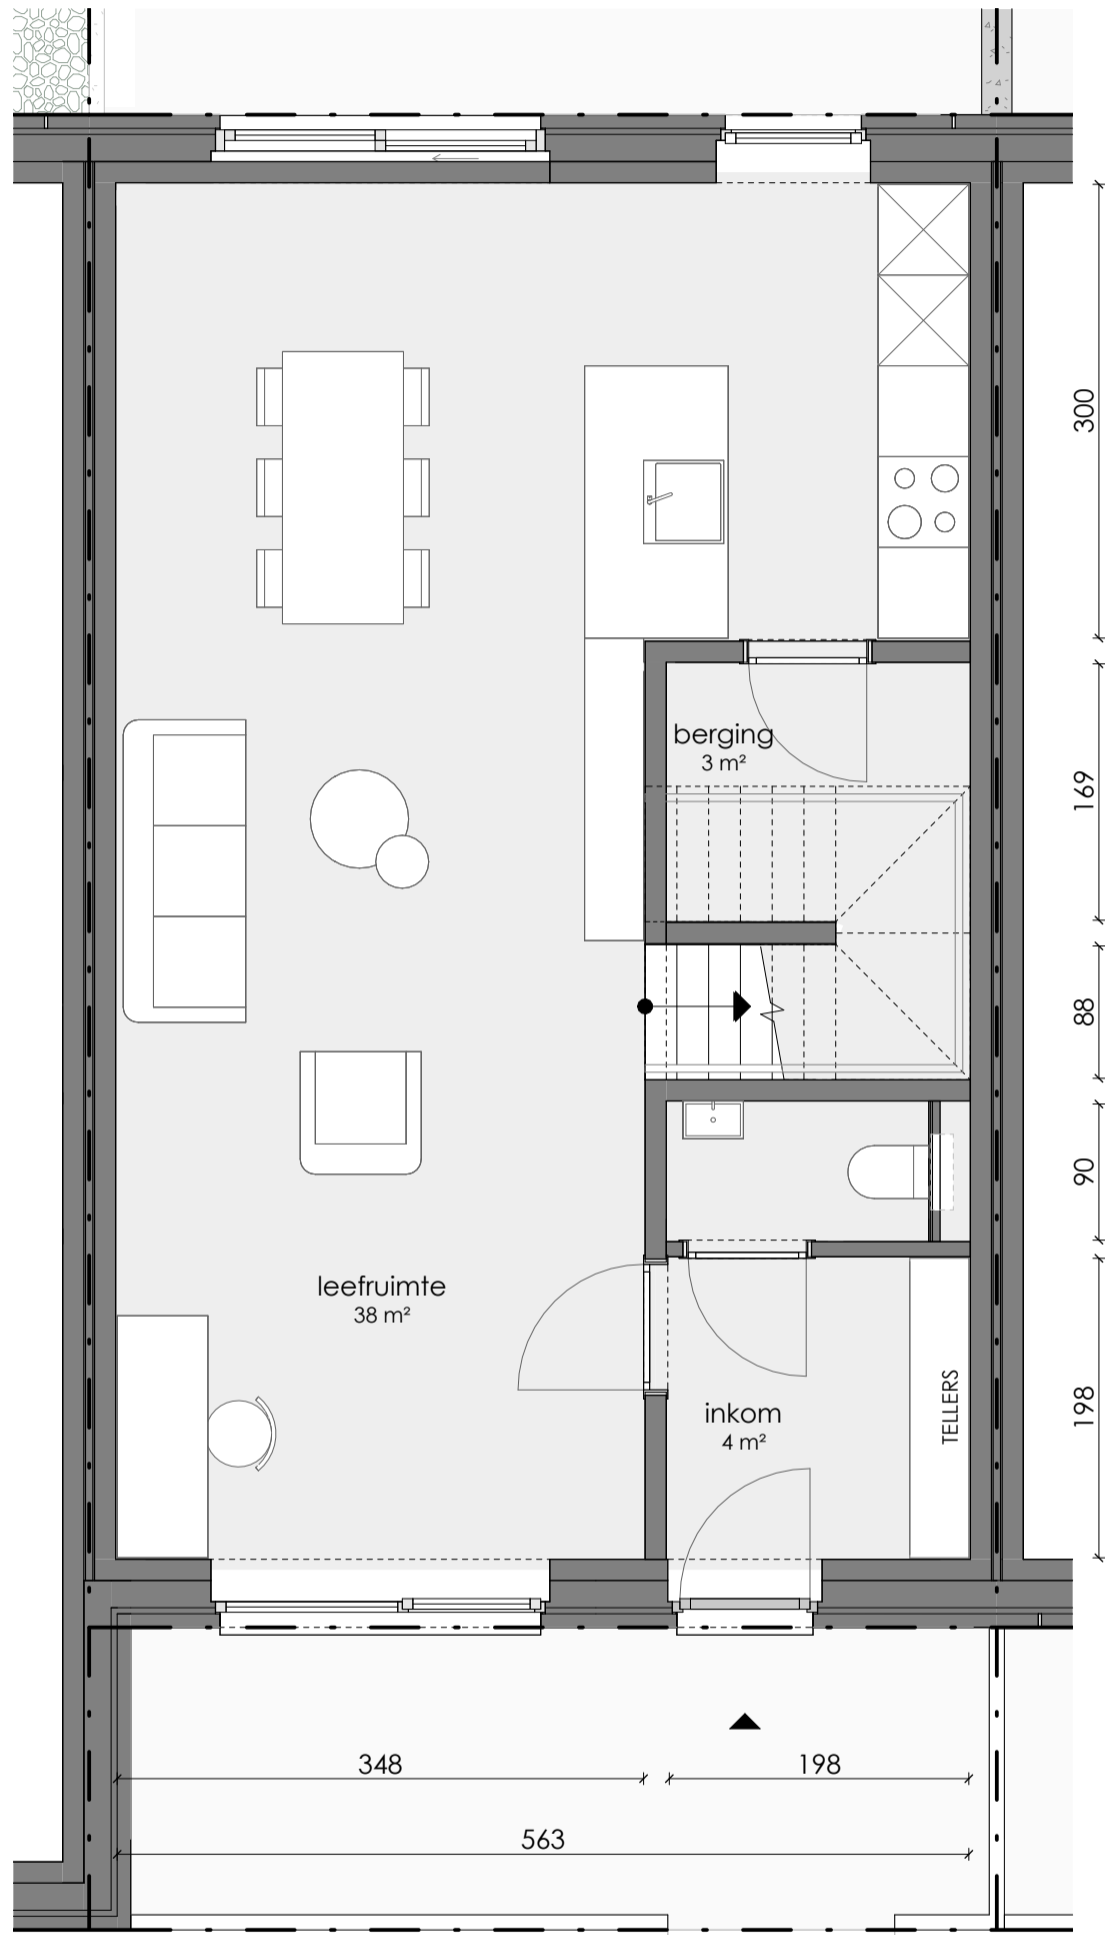 300
berging
3 m²
169
88
90
leefruimte
38 m²
inkom
4 m²
TELLERS
198
348
198
563